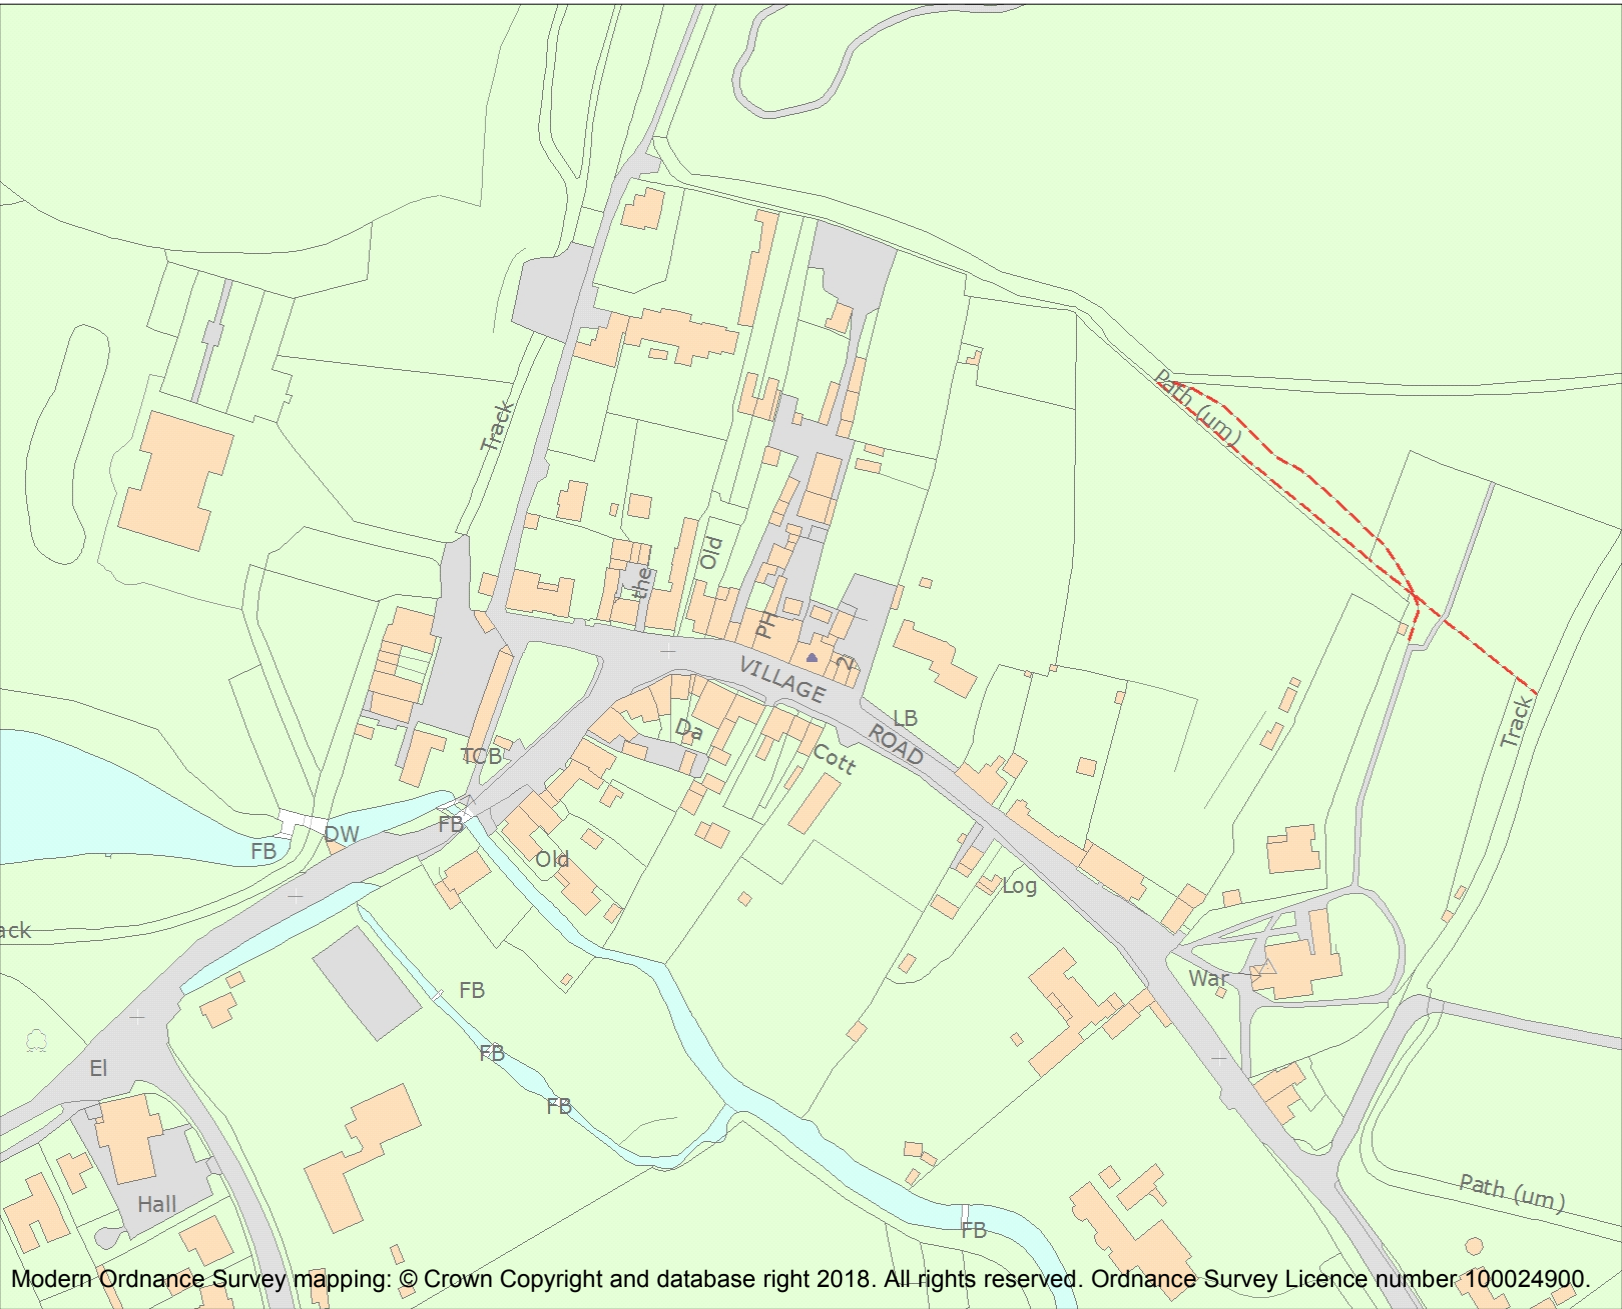 Path (um)
Track
Old
the...
PH
2
VILLAGE
ROAD
LB
Track
Da
Cott
TCB
FB
DW
FB
Old
Log
ack
War
FB
FB
El
FB
Hall
Path (um)
FB
Modern Ordnance Survey mapping: © Crown Copyright and database right 2018. All rights reserved. Ordnance Survey Licence number 100024900.